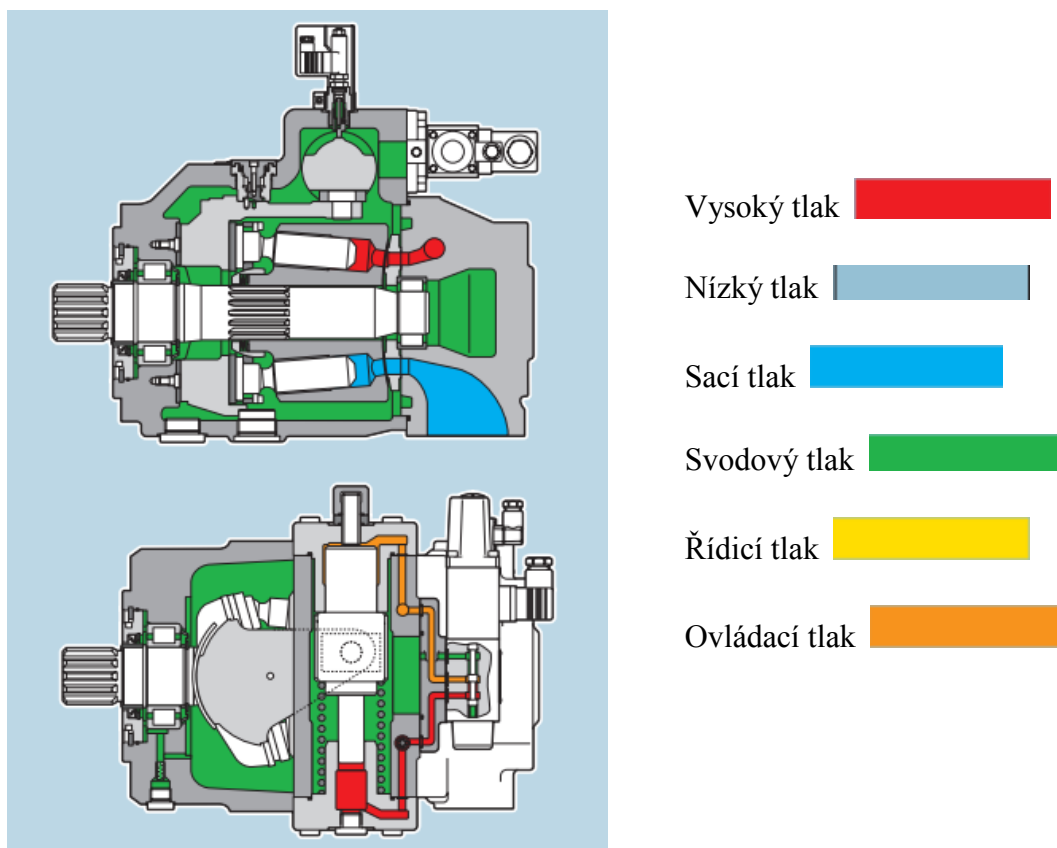 Vysoký tlak
Nízký tlak
Sací tlak
Svodový tlak
Řídicí tlak
Ovládací tlak